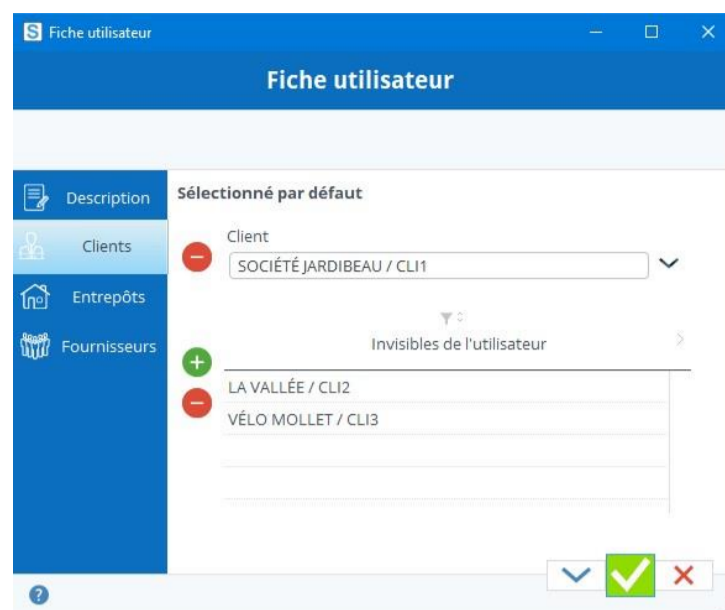 S Fiche utilisateur
Fiche utilisateur
Description
Clients
Entrepôts
Fournisseurs
Sélectionné par défaut
Client
SOCIÉTÉ JARDIBEAU / CLI1
Invisibles de l'utilisateur
LA VALLÉE / CLI2
VÉLO MOLLET / CLI3
?